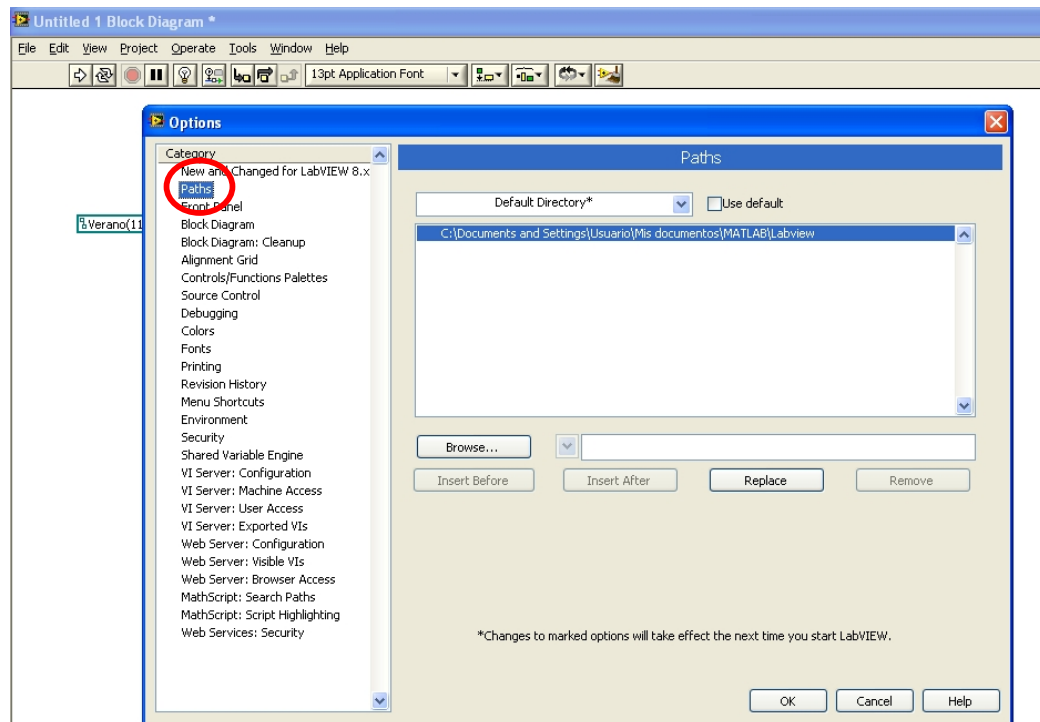 Untitled 1 Block Diagram *
File Edit View Project Operate Tools Window Help
13pt Application Font
%Verano(11
Options
Category
New and Changed for LabVIEW 8.x
Paths
Front Panel
Block Diagram
Block Diagram: Cleanup
Alignment Grid
Controls/Functions Palettes
Source Control
Debugging
Colors
Fonts
Printing
Revision History
Menu Shortcuts
Environment
Security
Shared Variable Engine
VI Server: Configuration
VI Server: Machine Access
VI Server: User Access
VI Server: Exported VIs
Web Server: Configuration
Web Server: Visible VIs
Web Server: Browser Access
MathScript: Search Paths
MathScript: Script Highlighting
Web Services: Security
Paths
Default Directory*
Use default
C:\Documents and Settings\Usuario\Mis documentos\MATLAB\Labview
Browse...
Insert Before Insert After Replace Remove
*Changes to marked options will take effect the next time you start LabVIEW.
OK Cancel Help